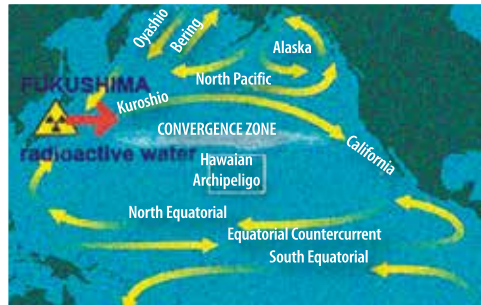 Oyashio
Bering
Alaska
North Pacific
FUKUSHIMA
Kuroshio
CONVERGENCE ZONE
radioactive water
California
Hawaiian
Archipeligo
North Equatorial
Equatorial Countercurrent
South Equatorial